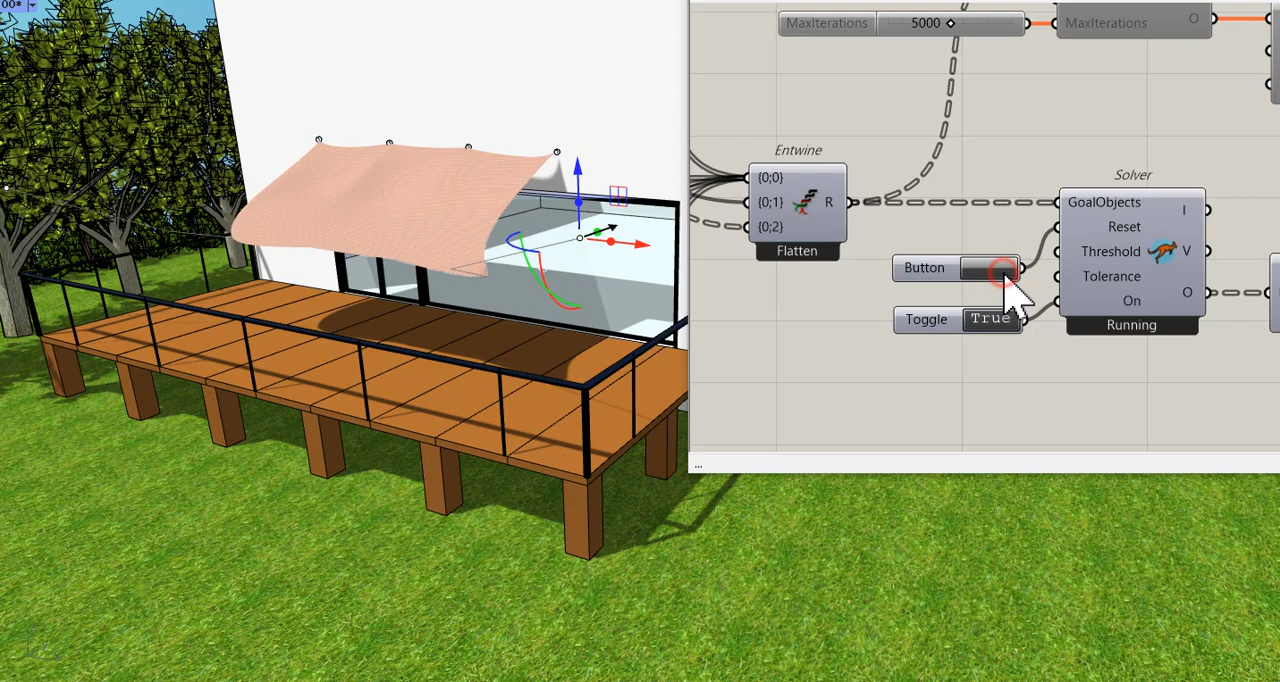 00*
MaxIterations 5000
MaxIterations O
Entwine
{0;0}
{0;1} R
{0;2}
Flatten
Solver
GoalObjects I
Reset
Threshold V
Tolerance
On O
Running
Button
Toggle True
...